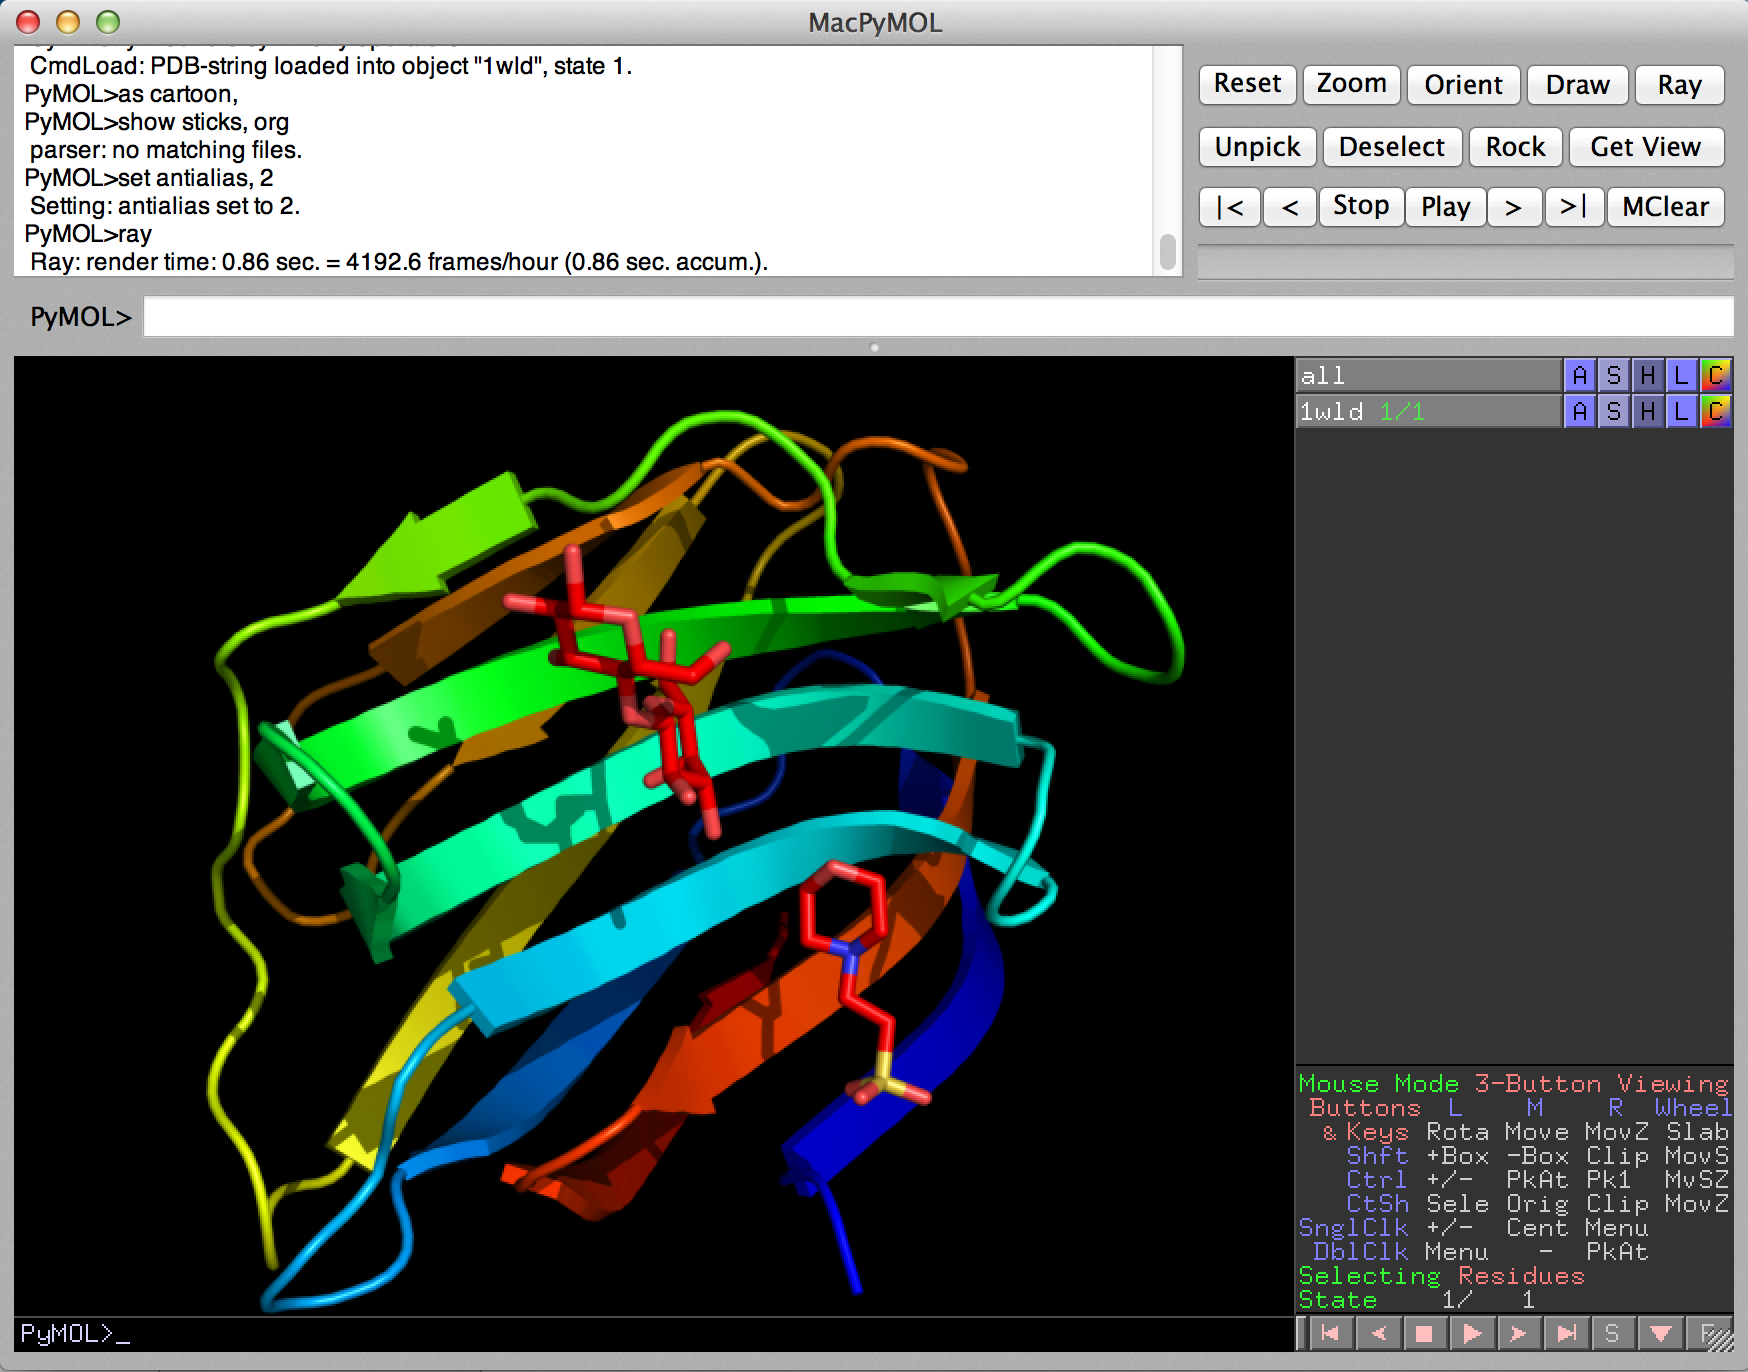 MacPyMOL
CmdLoad: PDB-string loaded into object "1wld", state 1.
PyMOL>as cartoon,
PyMOL>show sticks, org
parser: no matching files.
PyMOL>set antialias, 2
Setting: antialias set to 2.
PyMOL>ray
Ray: render time: 0.86 sec. = 4192.6 frames/hour (0.86 sec. accum.).
Reset Zoom Orient Draw Ray
Unpick Deselect Rock Get View
|< < Stop Play > >| MClear
PyMOL>
all A S H L C
1wld 1/1 A S H L C
Mouse Mode 3-Button Viewing
Buttons L M R Wheel
& Keys Rota Move MovZ Slab
Shft +Box -Box Clip MovS
Ctrl +/- PkAt Pk1 MvSZ
CtSh Sele Orig Clip MovZ
SnglClk +/- Cent Menu
DblClk Menu - PkAt
Selecting Residues
State 1/ 1
PyMOL>_
S F